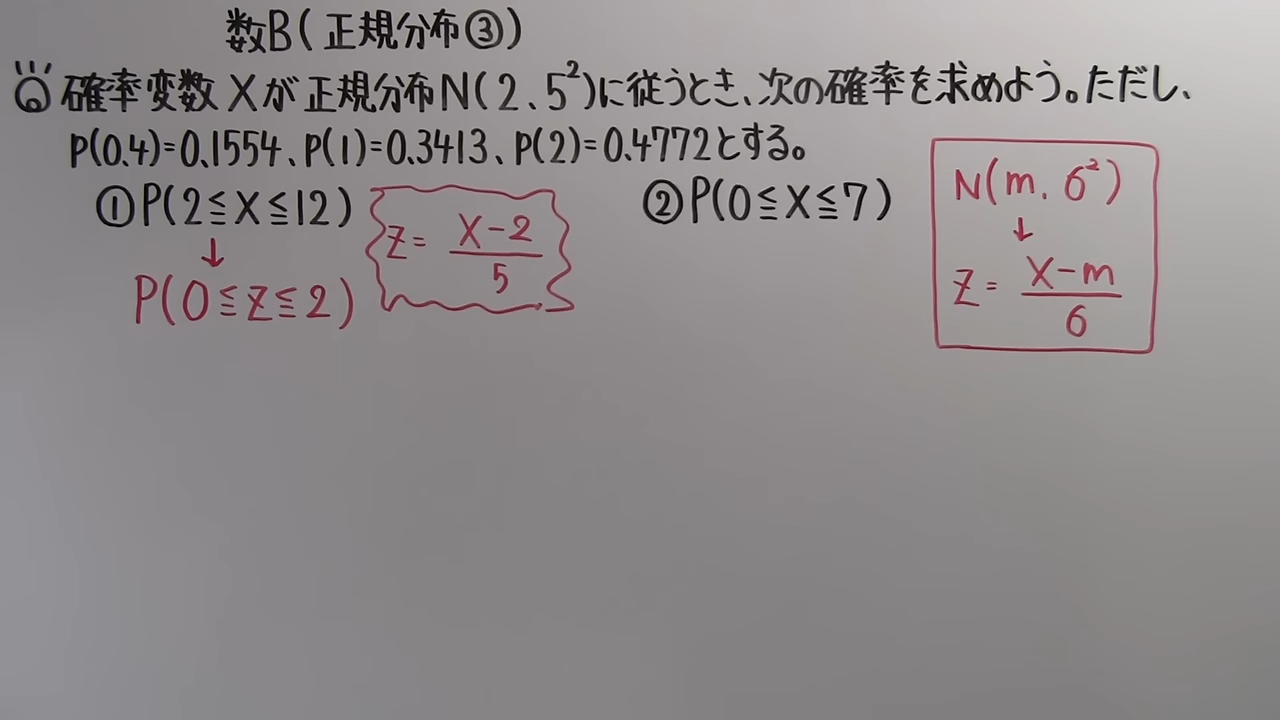 数B(正規分布③)
確率変数Xが正規分布N(2、5²)に従うとき、次の確率を求めよう。ただし、
P(0.4)=0.1554、P(1)=0.3413、P(2)=0.4772とする。
①P(2≦X≦12)
↓
P(0≦Z≦2)
Z=(X-2)/5
②P(0≦X≦7)
N(m, σ²)
↓
Z=(X-m)/σ